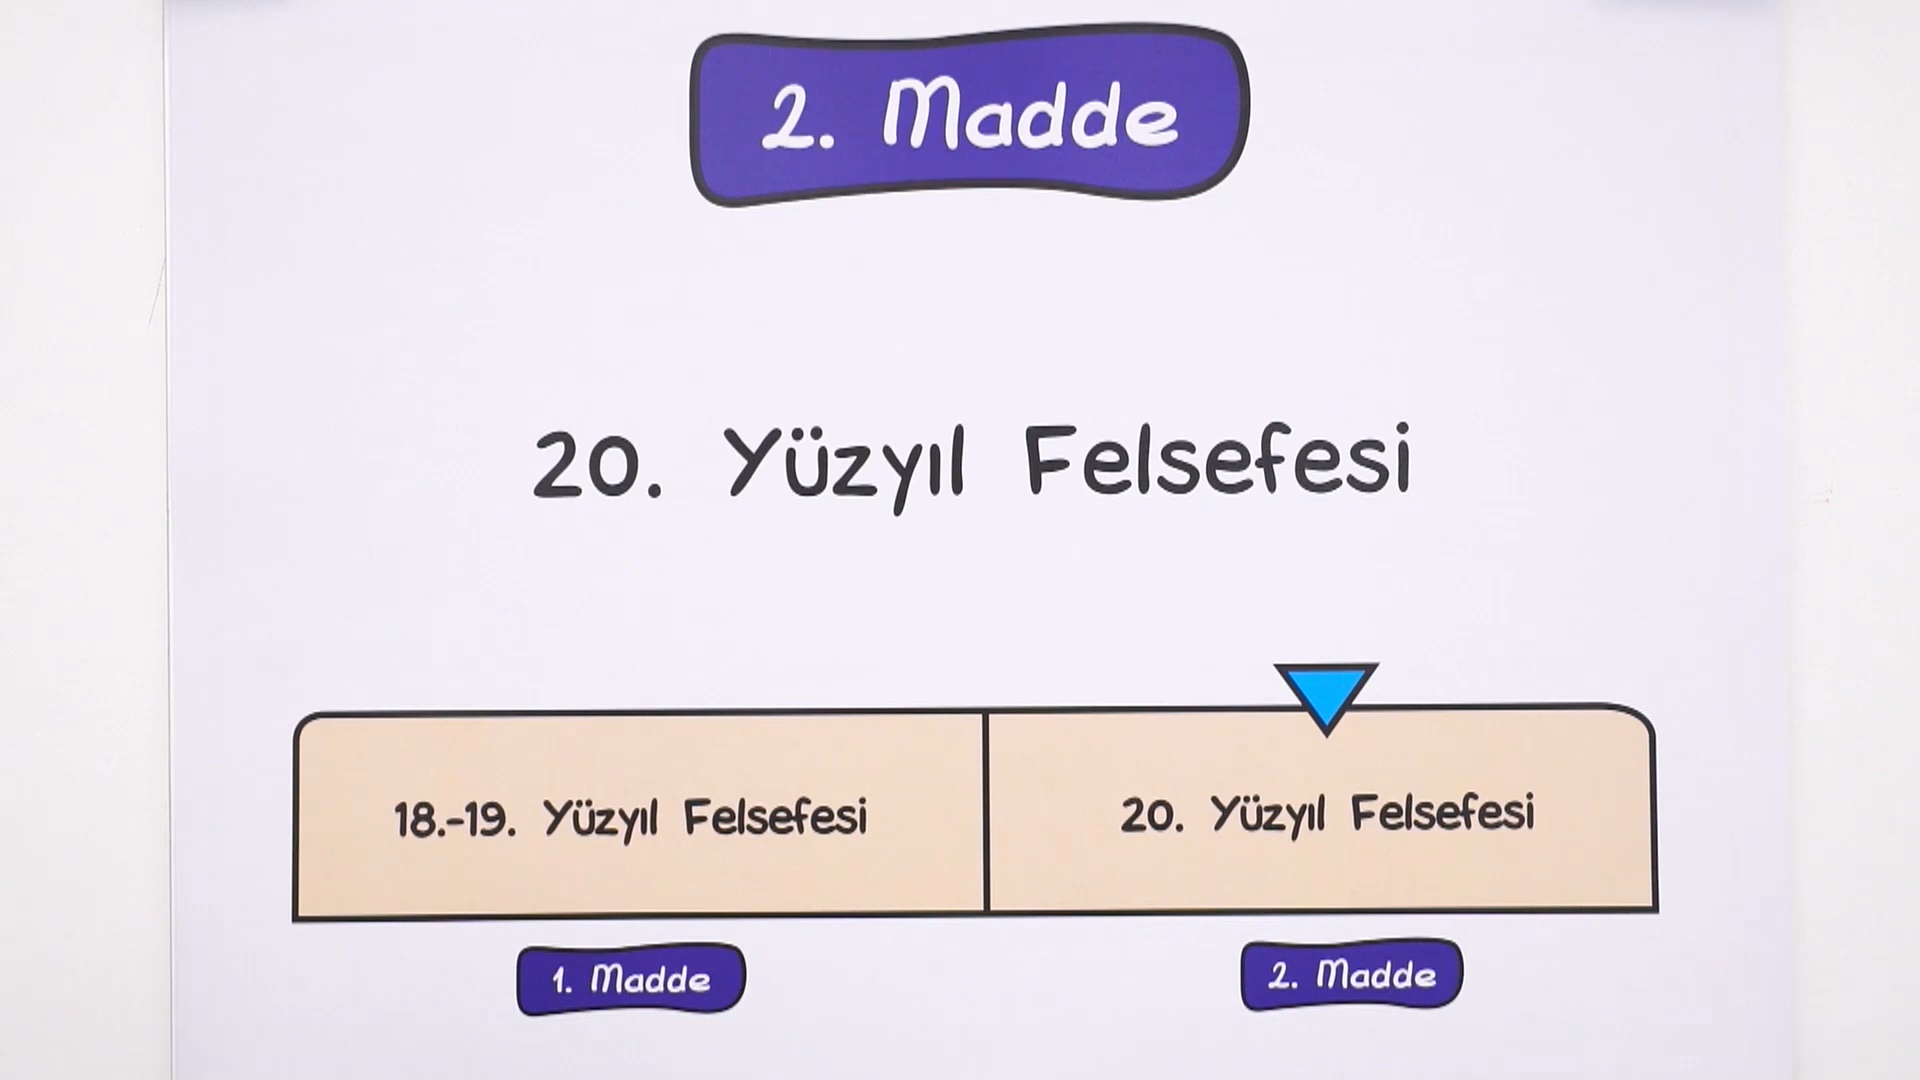 2. Madde
20. Yüzyıl Felsefesi
18.-19. Yüzyıl Felsefesi
20. Yüzyıl Felsefesi
1. Madde
2. Madde